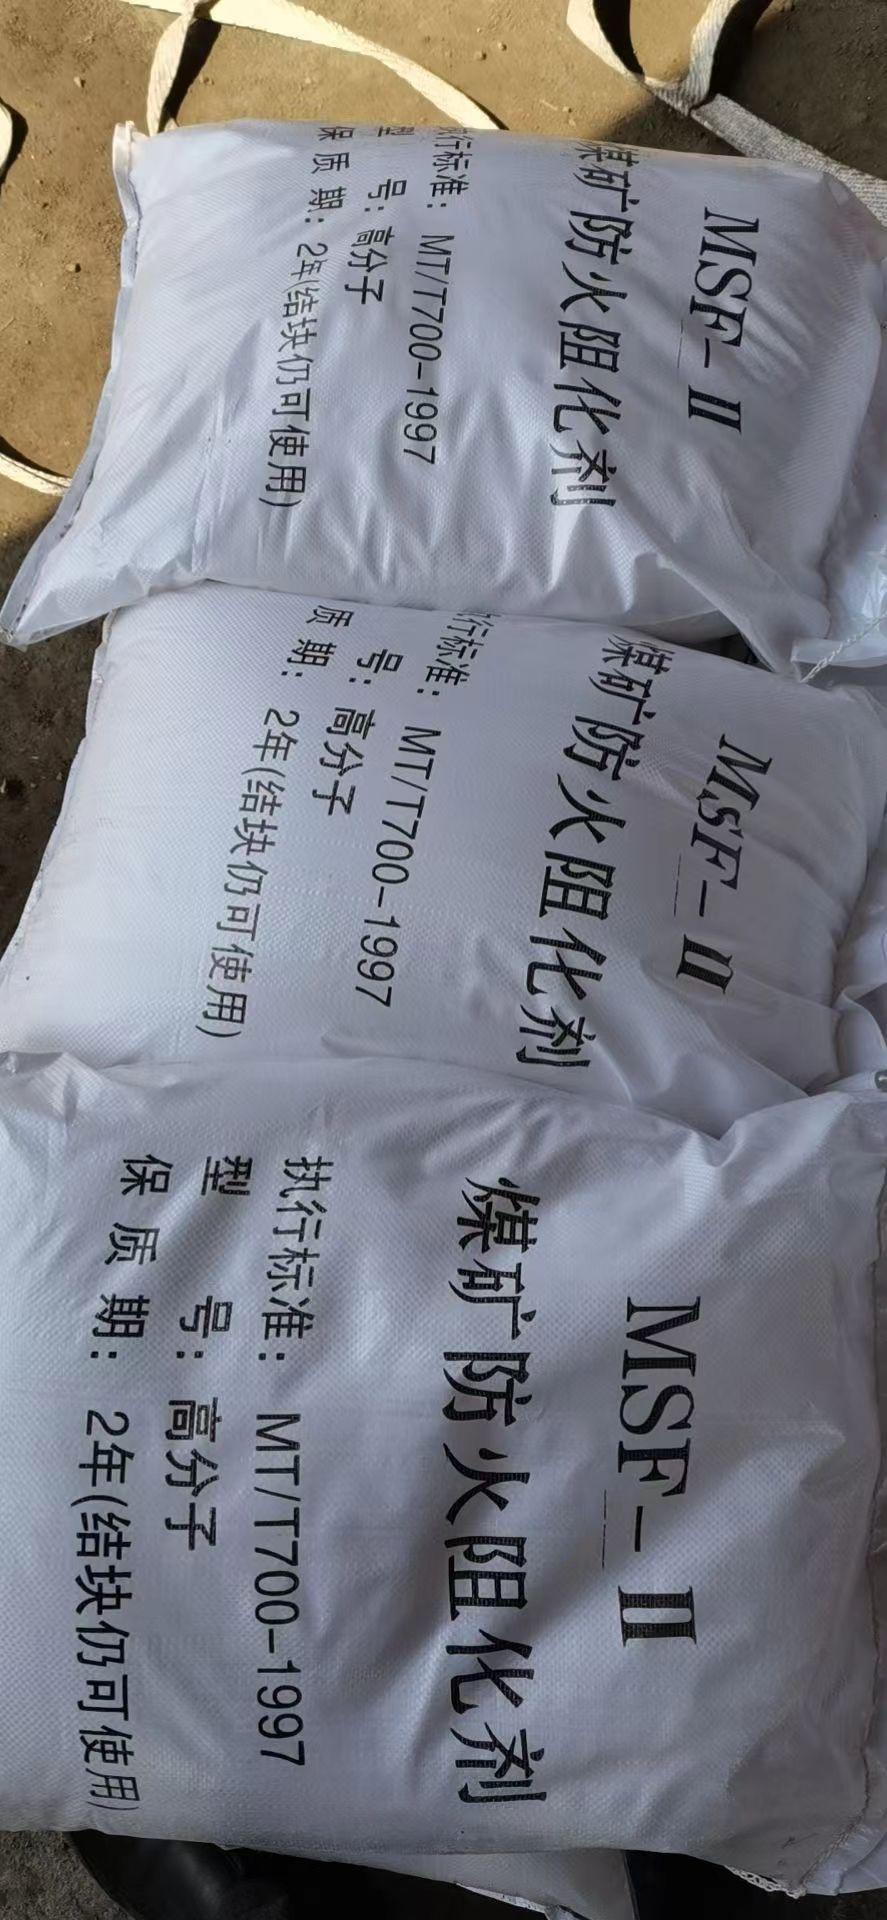 MSF-II
煤矿防火阻化剂
执行标准：MT/T700-1997
型 号：高分子
保 质 期：2年(结块仍可使用)
MSF-II
煤矿防火阻化剂
行标准：MT/T700-1997
号：高分子
质 期：2年(结块仍可使用)
MSF-II
煤矿防火阻化剂
执行标准：MT/T700-1997
型 号：高分子
保 质 期：2年(结块仍可使用)